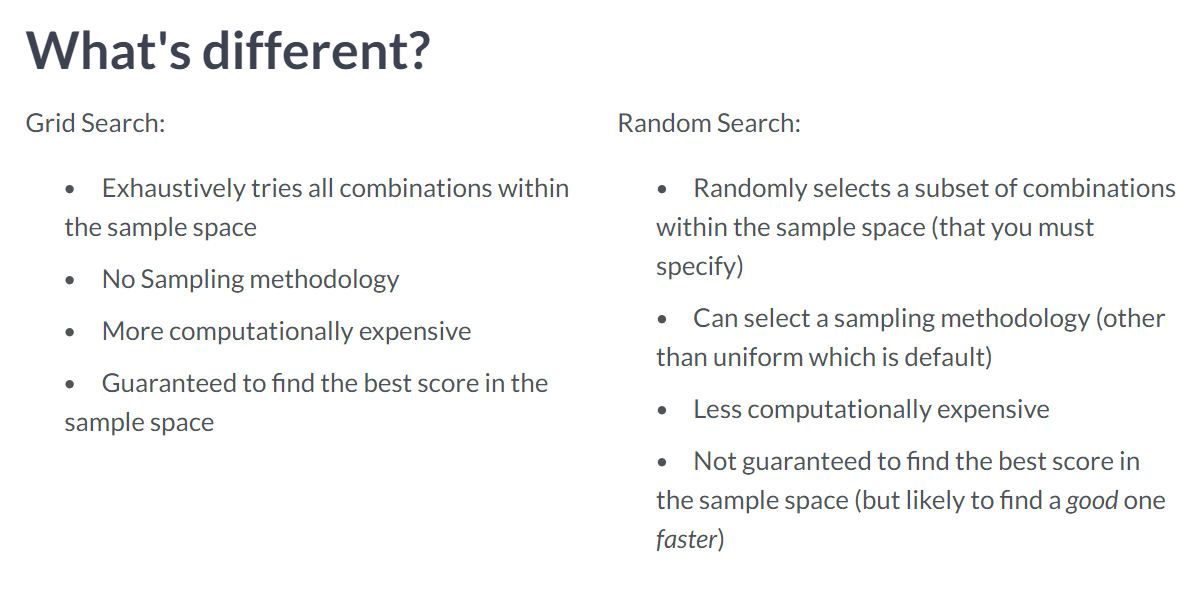 What's different?
Grid Search:
• Exhaustively tries all combinations within
the sample space
• No Sampling methodology
• More computationally expensive
• Guaranteed to find the best score in the
sample space
Random Search:
• Randomly selects a subset of combinations
within the sample space (that you must
specify)
• Can select a sampling methodology (other
than uniform which is default)
• Less computationally expensive
• Not guaranteed to find the best score in
the sample space (but likely to find a good one
faster)